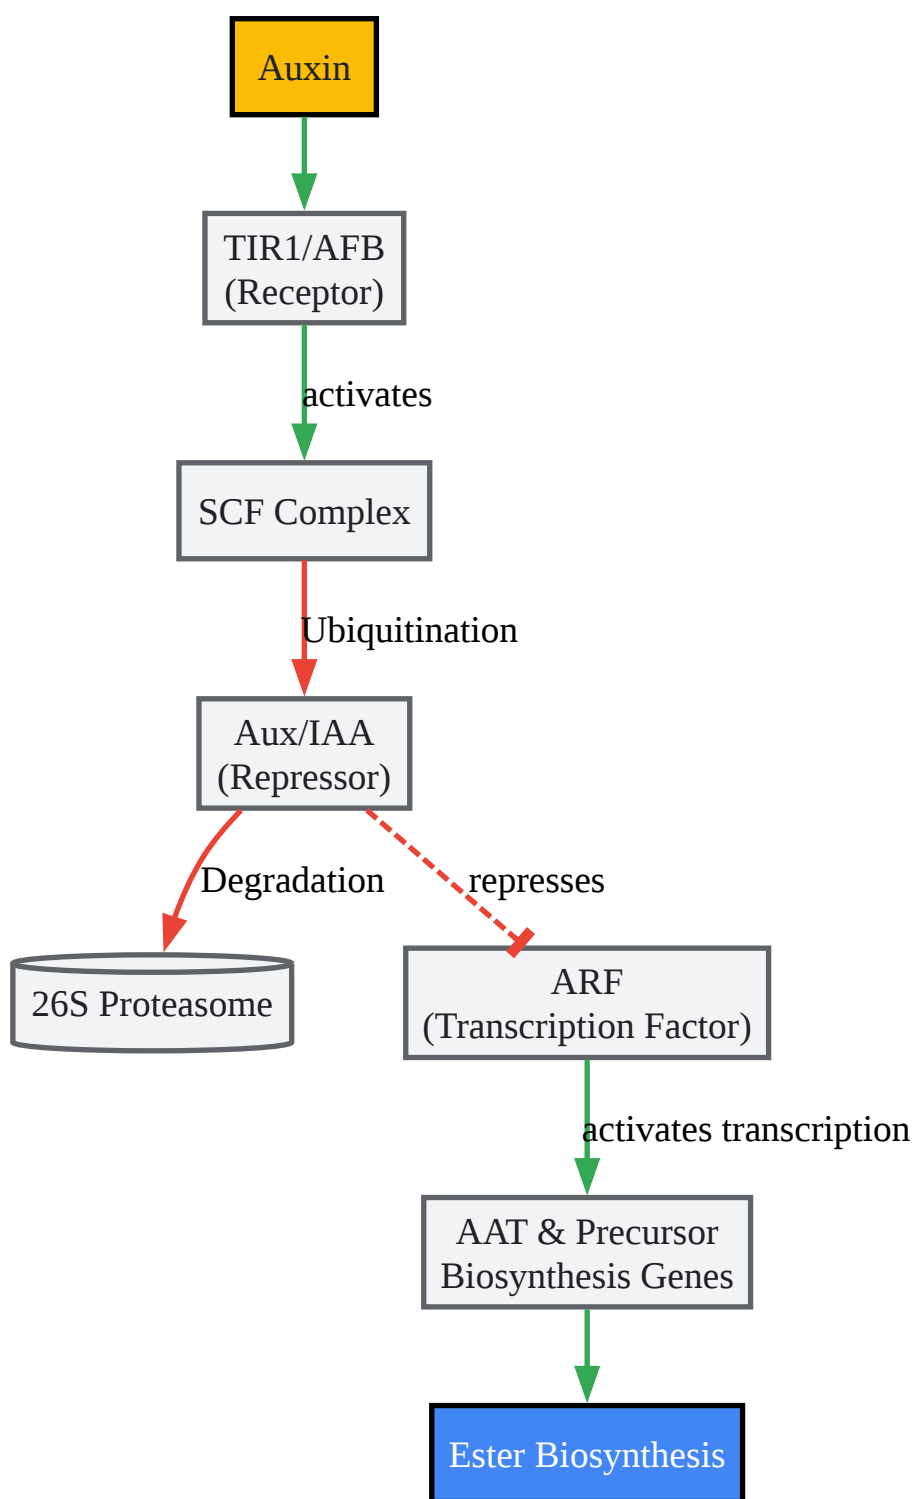 Auxin
TIR1/AFB
(Receptor)
activates
SCF Complex
Ubiquitination
Aux/IAA
(Repressor)
Degradation
represses
26S Proteasome
ARF
(Transcription Factor)
activates transcription
AAT & Precursor
Biosynthesis Genes
Ester Biosynthesis